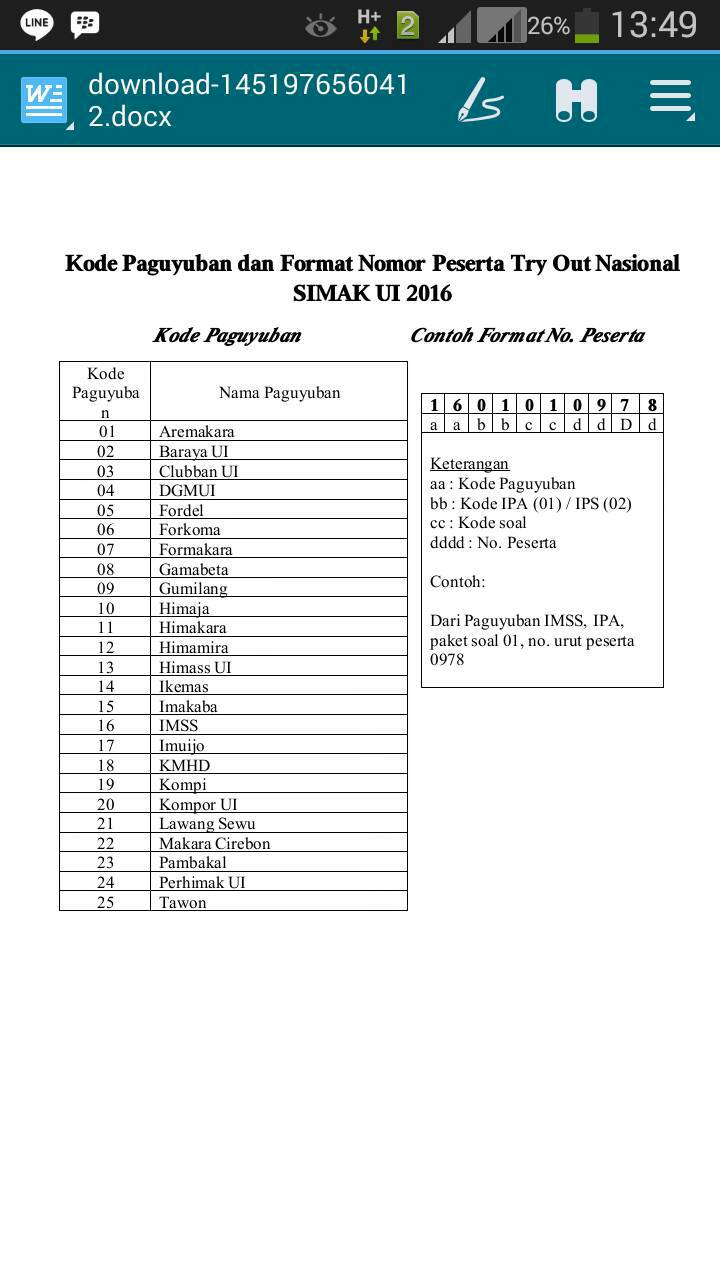 LINE
H+
2
26%
13:49
W
download-145197656041
2.docx
Kode Paguyuban dan Format Nomor Peserta Try Out Nasional
SIMAK UI 2016
Kode Paguyuban
Contoh Format No. Peserta
Kode
Paguyuba
n
Nama Paguyuban
01 Aremakara
02 Baraya UI
03 Clubban UI
04 DGMUI
05 Fordel
06 Forkoma
07 Formakara
08 Gamabeta
09 Gumilang
10 Himaja
11 Himakara
12 Himamira
13 Himass UI
14 Ikemas
15 Imakaba
16 IMSS
17 Imuijo
18 KMHD
19 Kompi
20 Kompor UI
21 Lawang Sewu
22 Makara Cirebon
23 Pambakal
24 Perhimak UI
25 Tawon
1 6 0 1 0 1 0 9 7 8
a a b b c c d d D d
Keterangan
aa : Kode Paguyuban
bb : Kode IPA (01) / IPS (02)
cc : Kode soal
dddd : No. Peserta
Contoh:
Dari Paguyuban IMSS, IPA,
paket soal 01, no. urut peserta
0978